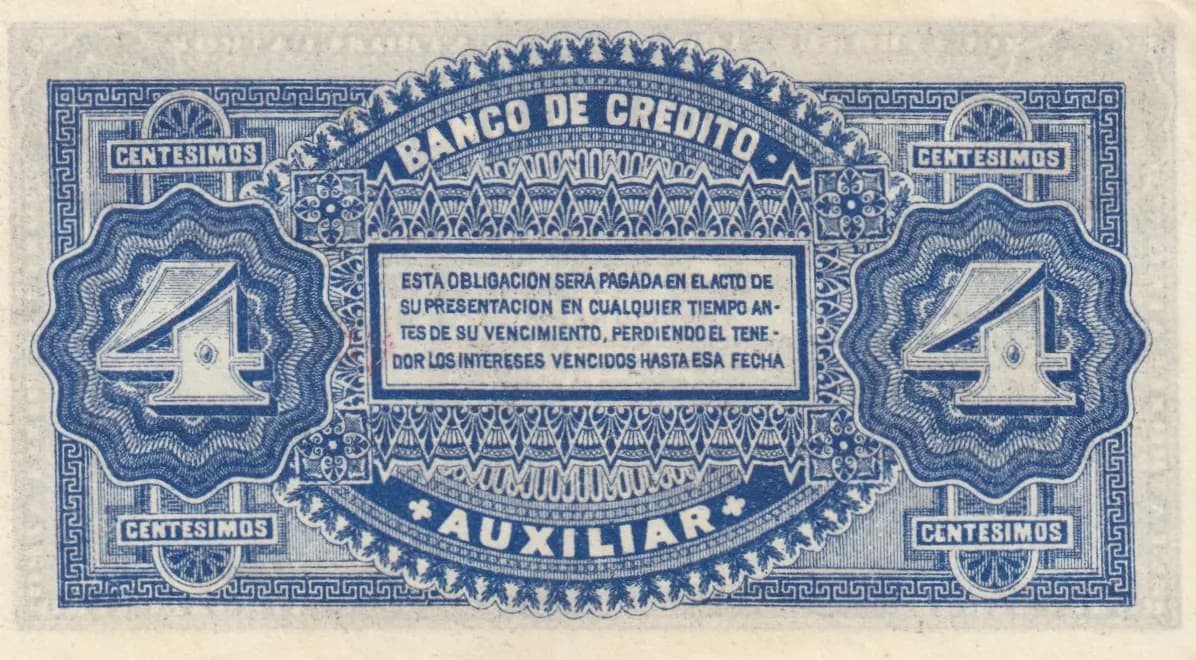 BANCO DE CREDITO
CENTESIMOS
CENTESIMOS
4
4
ESTA OBLIGACION SERÁ PAGADA EN EL ACTO DE
SU PRESENTACION EN CUALQUIER TIEMPO AN-
TES DE SU VENCIMIENTO, PERDIENDO EL TENE-
DOR LOS INTERESES VENCIDOS HASTA ESA FECHA
CENTESIMOS
CENTESIMOS
AUXILIAR